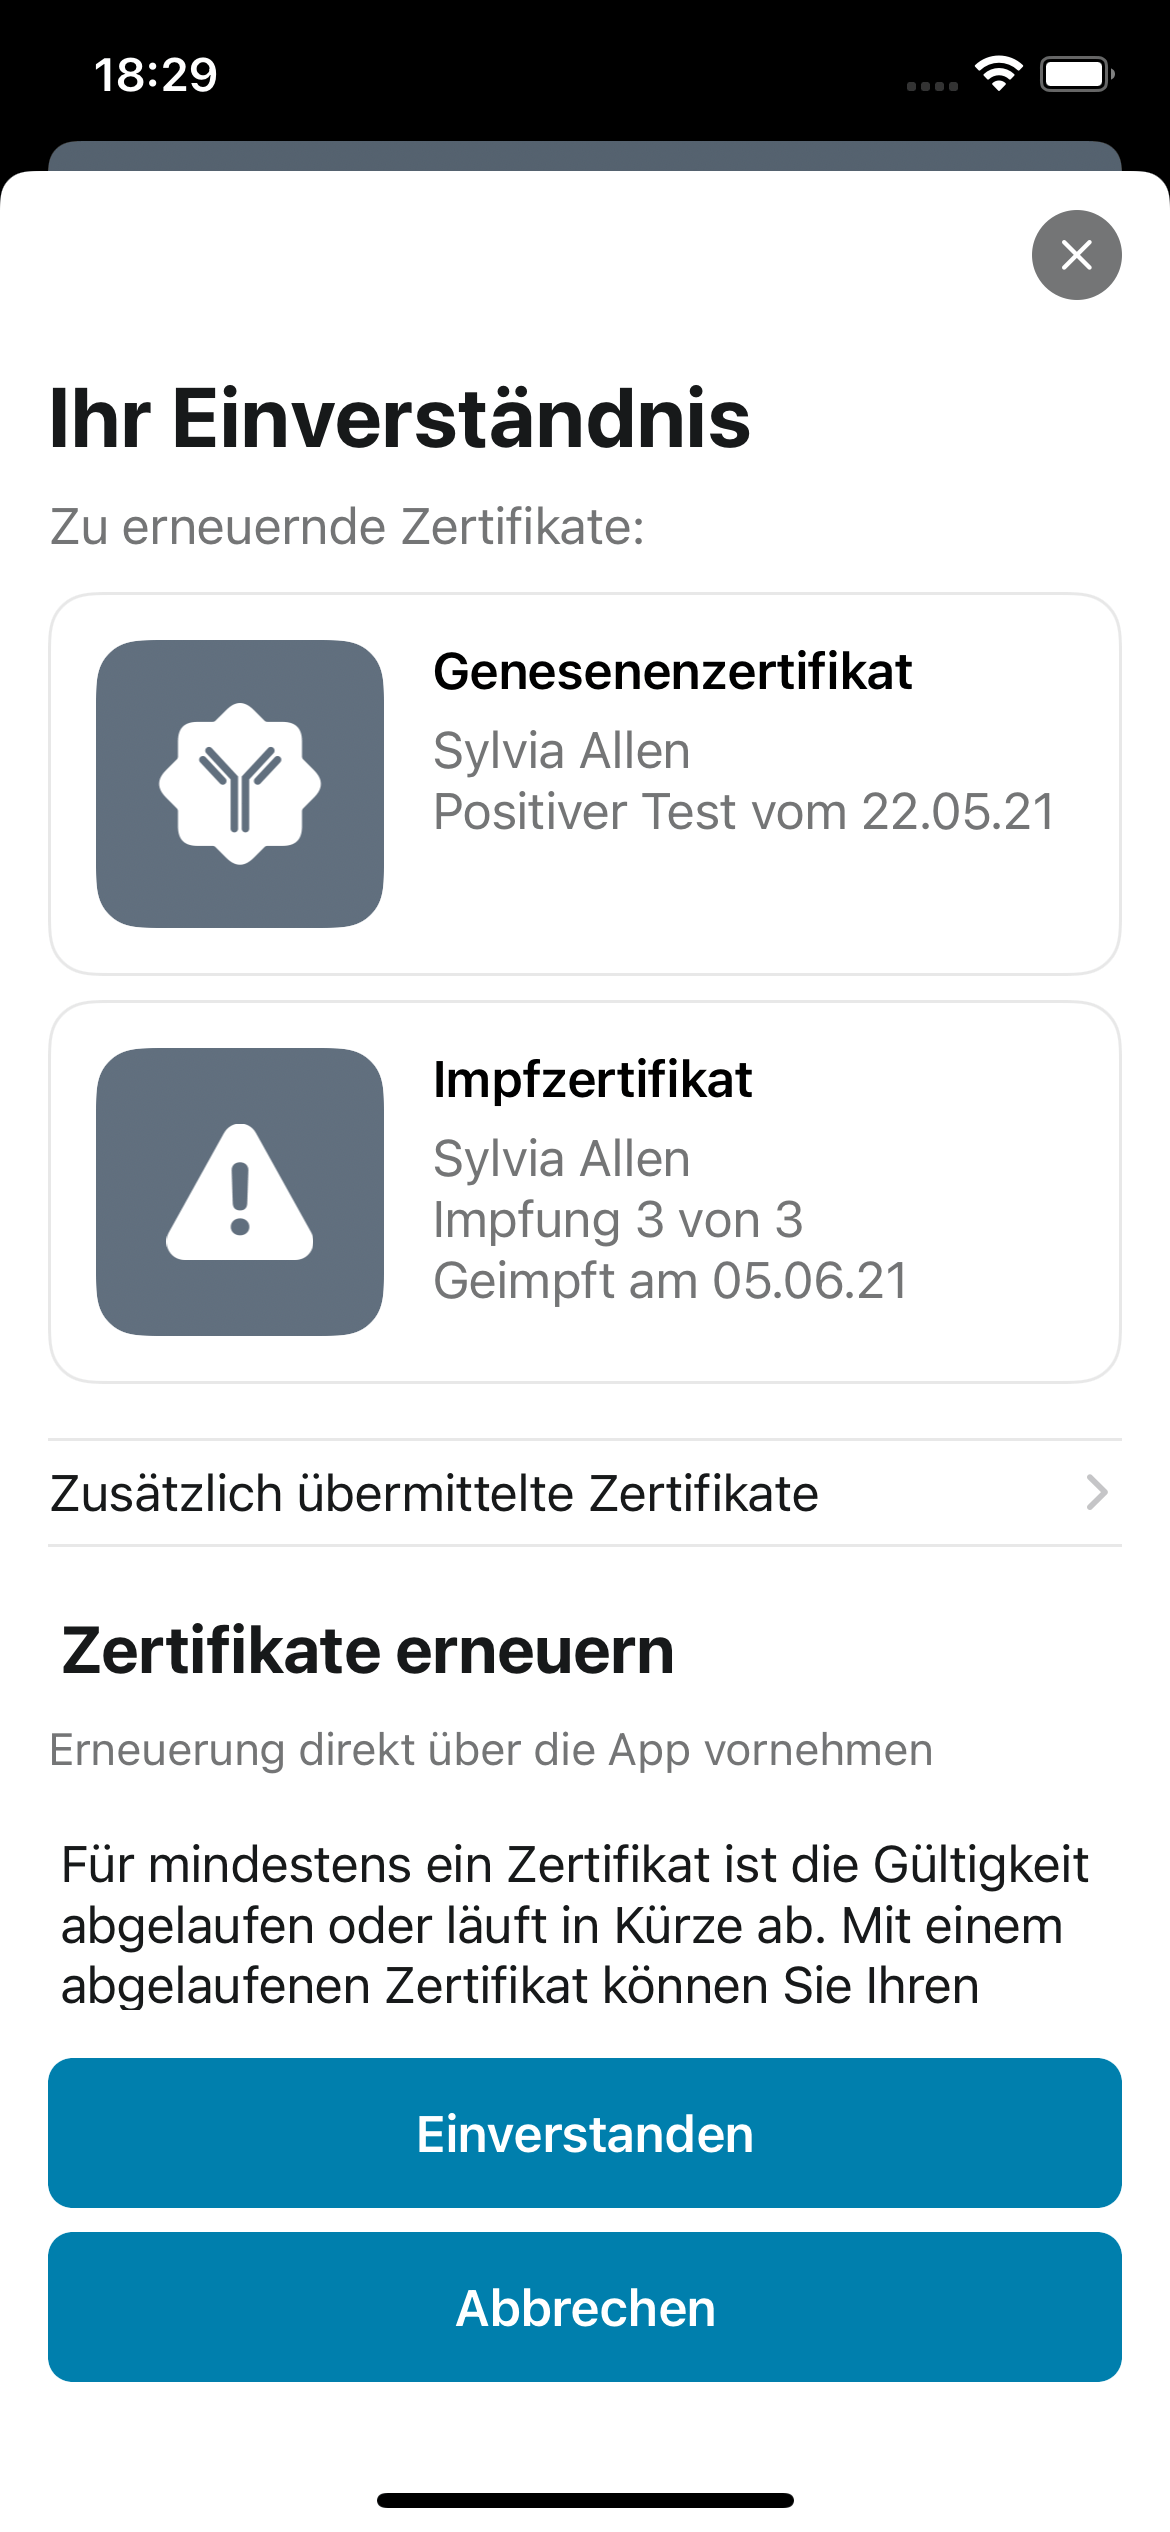 18:29
Ihr Einverständnis
Zu erneuernde Zertifikate:
Genesenenzertifikat
Sylvia Allen
Positiver Test vom 22.05.21
Impfzertifikat
Sylvia Allen
Impfung 3 von 3
Geimpft am 05.06.21
Zusätzlich übermittelte Zertifikate
Zertifikate erneuern
Erneuerung direkt über die App vornehmen
Für mindestens ein Zertifikat ist die Gültigkeit
abgelaufen oder läuft in Kürze ab. Mit einem
abgelaufenen Zertifikat können Sie Ihren
Einverstanden
Abbrechen